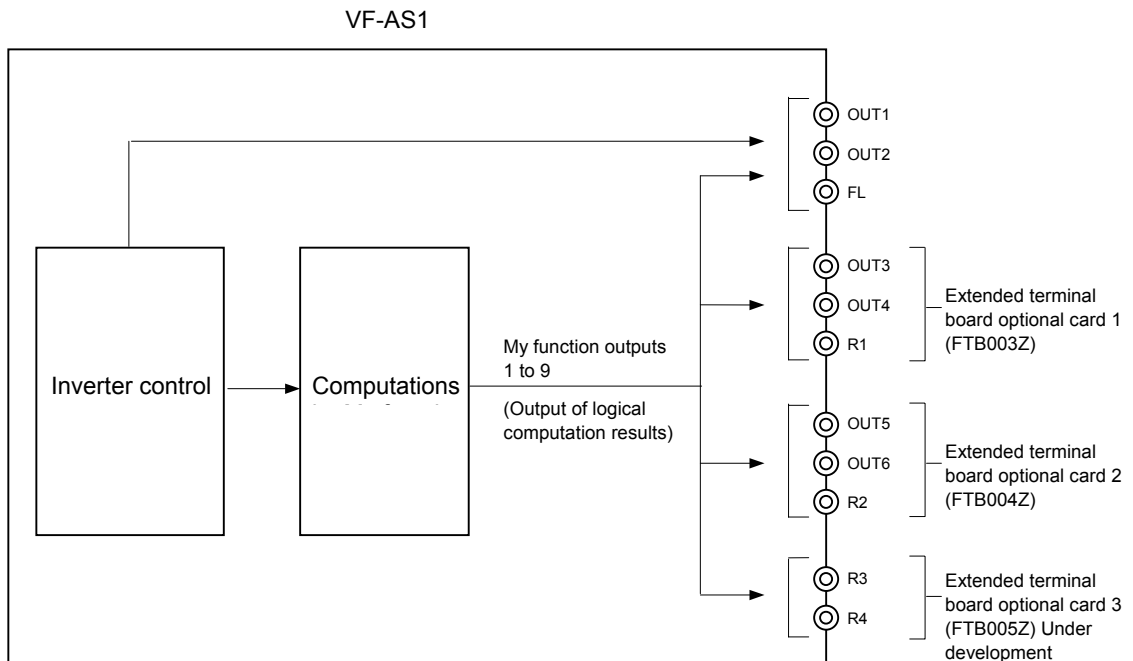 VF-AS1
OUT1
OUT2
FL
OUT3
OUT4
R1
Extended terminal
board optional card 1
(FTB003Z)
Inverter control
Computations
My function outputs
1 to 9
(Output of logical
computation results)
OUT5
OUT6
R2
Extended terminal
board optional card 2
(FTB004Z)
R3
R4
Extended terminal
board optional card 3
(FTB005Z) Under
development